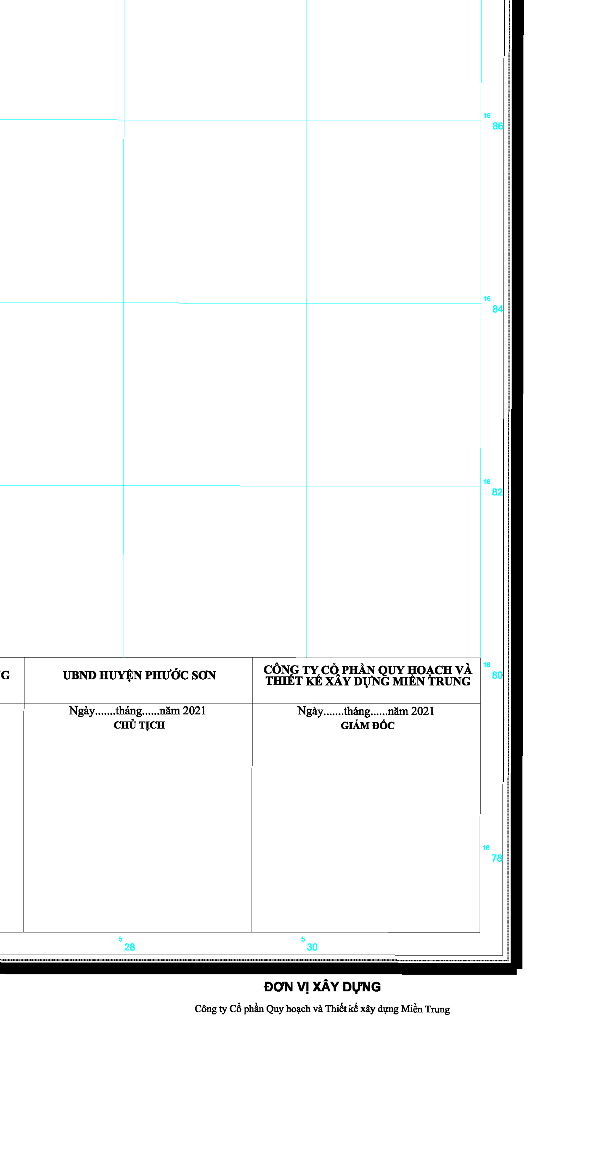 16 86
16 84
16 82
16 80
G
UBND HUYỆN PHƯỚC SƠN
CÔNG TY CỔ PHẦN QUY HOẠCH VÀ
THIẾT KẾ XÂY DỰNG MIỀN TRUNG
Ngày.......tháng......năm 2021
CHỦ TỊCH
Ngày.......tháng......năm 2021
GIÁM ĐỐC
16 78
5 28
5 30
ĐƠN VỊ XÂY DỰNG
Công ty Cổ phần Quy hoạch và Thiết kế xây dựng Miền Trung